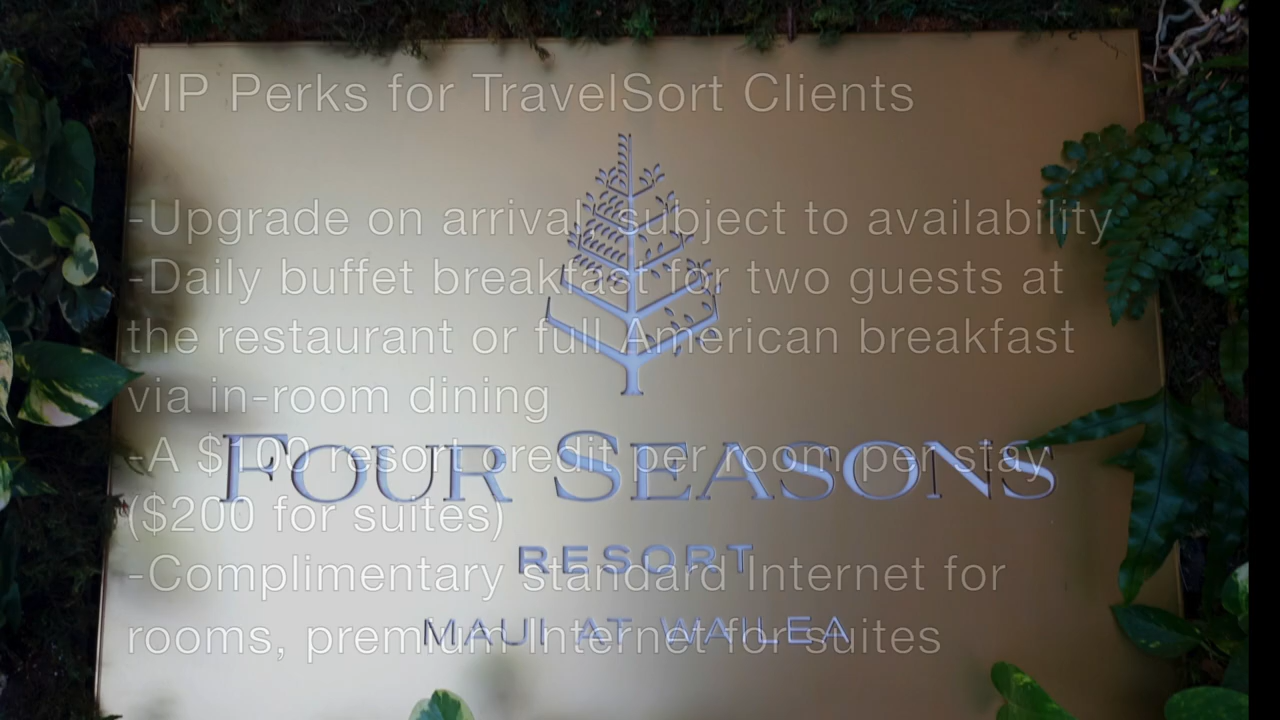 VIP Perks for TravelSort Clients
-Upgrade on arrival, subject to availability
-Daily buffet breakfast for two guests at
the restaurant or full American breakfast
via in-room dining
-A $100 resort credit per room per stay
($200 for suites)
-Complimentary standard Internet for
rooms, premium Internet for suites
FOUR SEASONS
RESORT
MAUI AT WAILEA